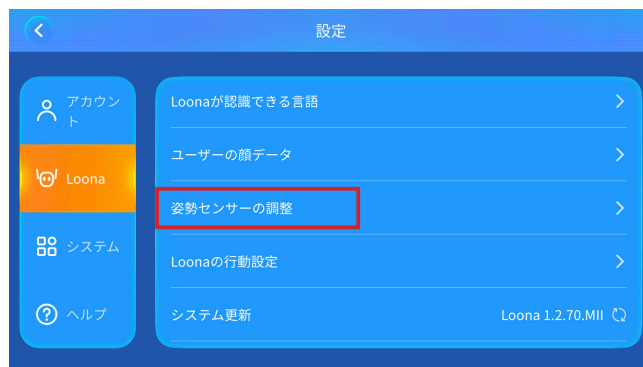 設定
アカウン
ト
Loona
システム
ヘルプ
Loonaが認識できる言語
ユーザーの顔データ
姿勢センサーの調整
Loonaの行動設定
システム更新 Loona 1.2.70.MII